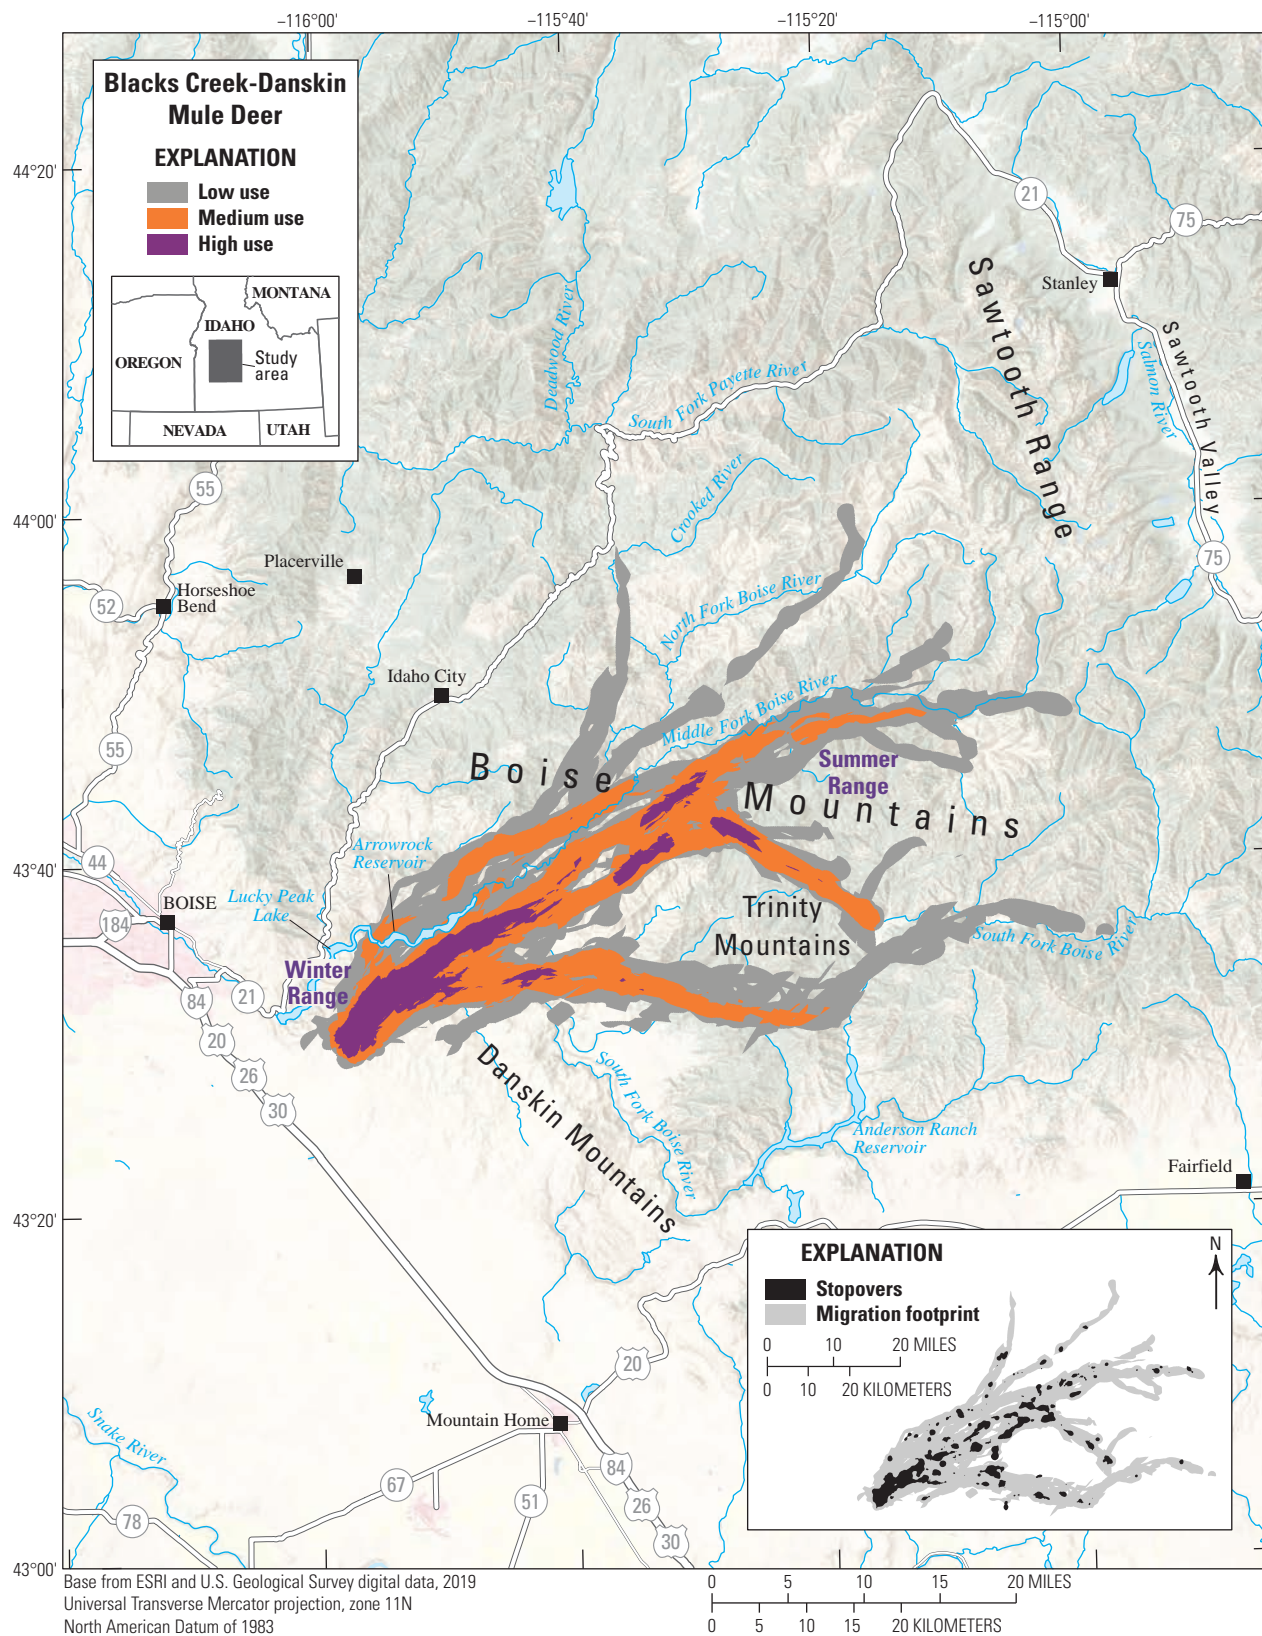 −116°00'
−115°40'
−115°20'
−115°00'
Blacks Creek-Danskin
Mule Deer
EXPLANATION
Low use
Medium use
High use
MONTANA
IDAHO
OREGON
Study
area
NEVADA
UTAH
44°20'
44°00'
43°40'
43°20'
43°00'
21
75
Stanley
Sawtooth Range
Sawtooth Valley
Salmon River
75
Deadwood River
South Fork Payette River
Crooked River
55
Placerville
Horseshoe
Bend
52
North Fork Boise River
Idaho City
Middle Fork Boise River
55
Boise
Mountains
Summer
Range
Arrowrock
Reservoir
44
Lucky Peak
Lake
BOISE
184
Trinity
Mountains
South Fork Boise River
Winter
Range
84
21
20
26
30
Danskin Mountains
South Fork Boise River
Anderson Ranch
Reservoir
Fairfield
EXPLANATION
N
Stopovers
Migration footprint
0 10 20 MILES
0 10 20 KILOMETERS
20
Mountain Home
Snake River
67
51
84
26
30
78
Base from ESRI and U.S. Geological Survey digital data, 2019
Universal Transverse Mercator projection, zone 11N
North American Datum of 1983
0 5 10 15 20 MILES
0 5 10 15 20 KILOMETERS